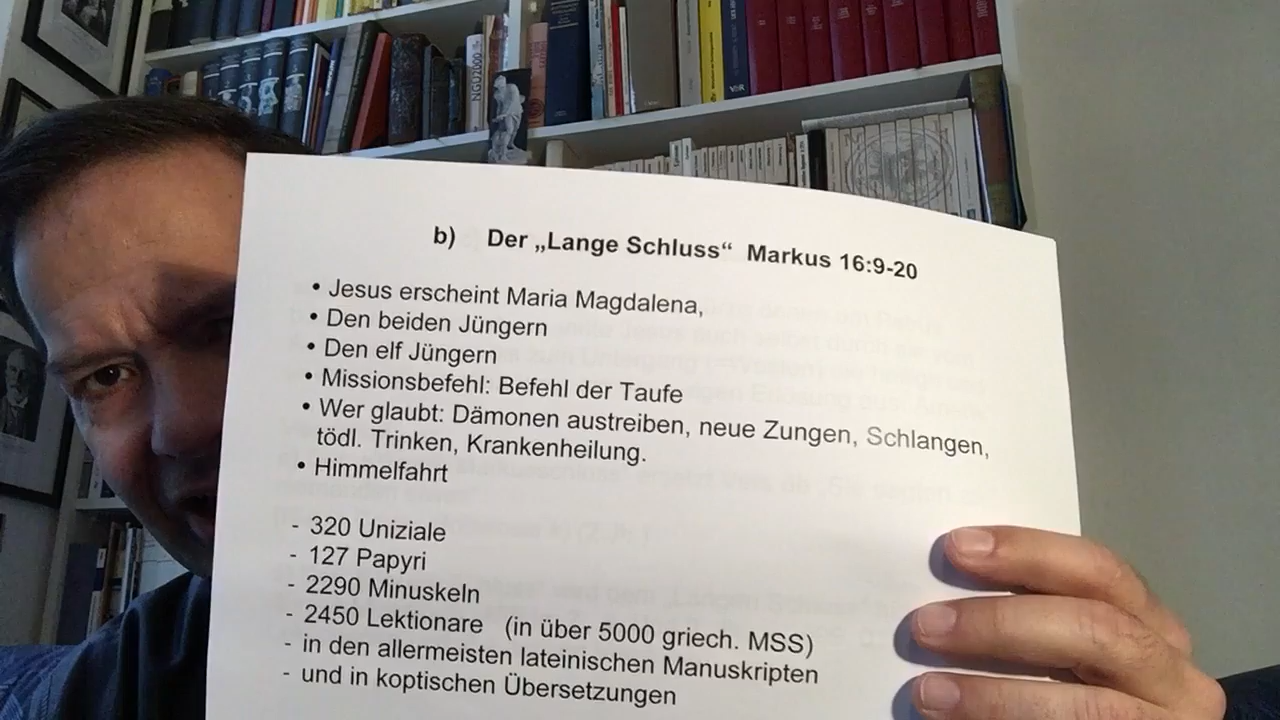 NGÜ2000
b) Der „Lange Schluss“ Markus 16:9-20
• Jesus erscheint Maria Magdalena,
• Den beiden Jüngern
• Den elf Jüngern
• Missionsbefehl: Befehl der Taufe
• Wer glaubt: Dämonen austreiben, neue Zungen, Schlangen,
tödl. Trinken, Krankenheilung.
• Himmelfahrt
- 320 Uniziale
- 127 Papyri
- 2290 Minuskeln
- 2450 Lektionare (in über 5000 griech. MSS)
- in den allermeisten lateinischen Manuskripten
- und in koptischen Übersetzungen